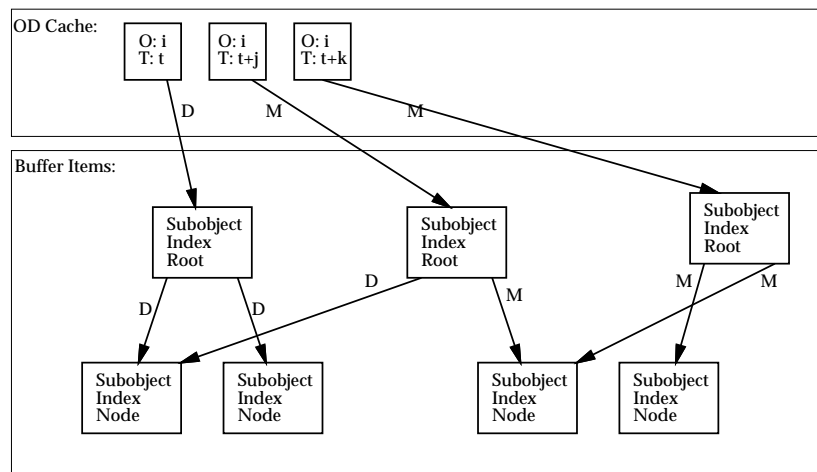 OD Cache:
O: i
T: t
O: i
T: t+j
O: i
T: t+k
D
M
M
Buffer Items:
Subobject
Index
Root
Subobject
Index
Root
Subobject
Index
Root
D
D
D
M
M
M
Subobject
Index
Node
Subobject
Index
Node
Subobject
Index
Node
Subobject
Index
Node